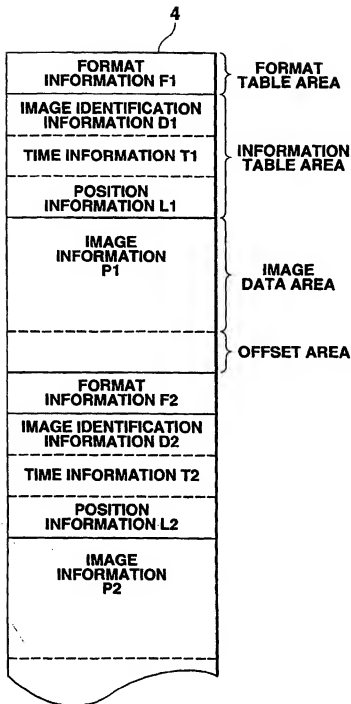 4
FORMAT
INFORMATION F1
FORMAT
TABLE AREA
IMAGE IDENTIFICATION
INFORMATION D1
TIME INFORMATION T1
POSITION
INFORMATION L1
INFORMATION
TABLE AREA
IMAGE
INFORMATION
P1
IMAGE
DATA AREA
OFFSET AREA
FORMAT
INFORMATION F2
IMAGE IDENTIFICATION
INFORMATION D2
TIME INFORMATION T2
POSITION
INFORMATION L2
IMAGE
INFORMATION
P2